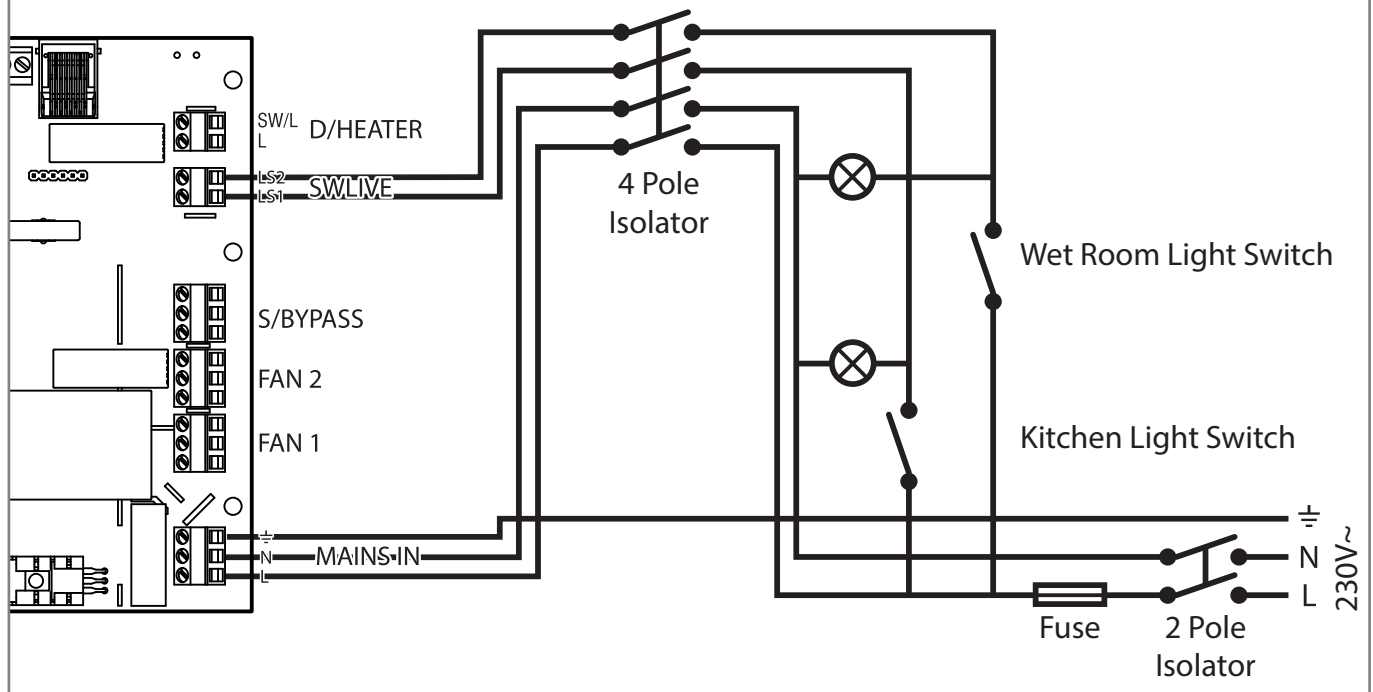 SW/L
L
D/HEATER
LS2
LS1
SWLIVE
S/BYPASS
FAN 2
FAN 1
N
L
MAINS IN
4 Pole
Isolator
Wet Room Light Switch
Kitchen Light Switch
Fuse
2 Pole
Isolator
N
L
230V~